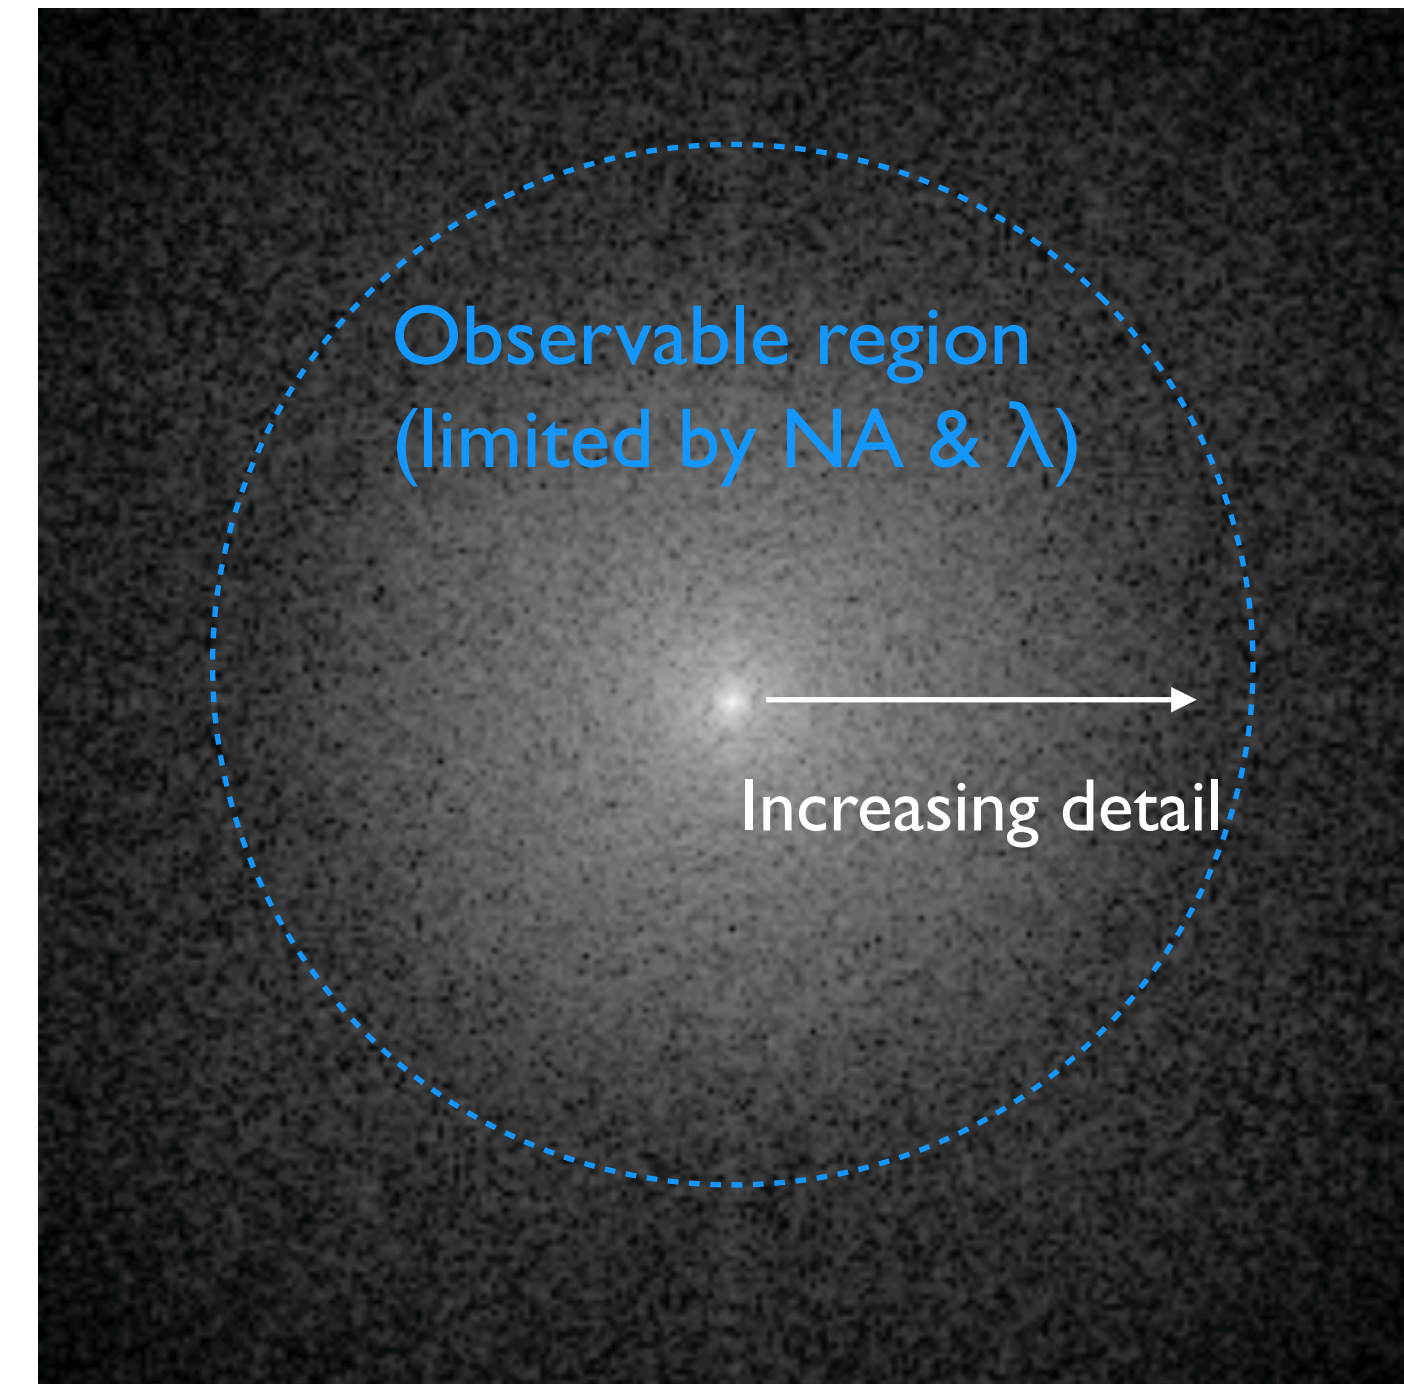 Observable region
(limited by NA & λ)
Increasing detail